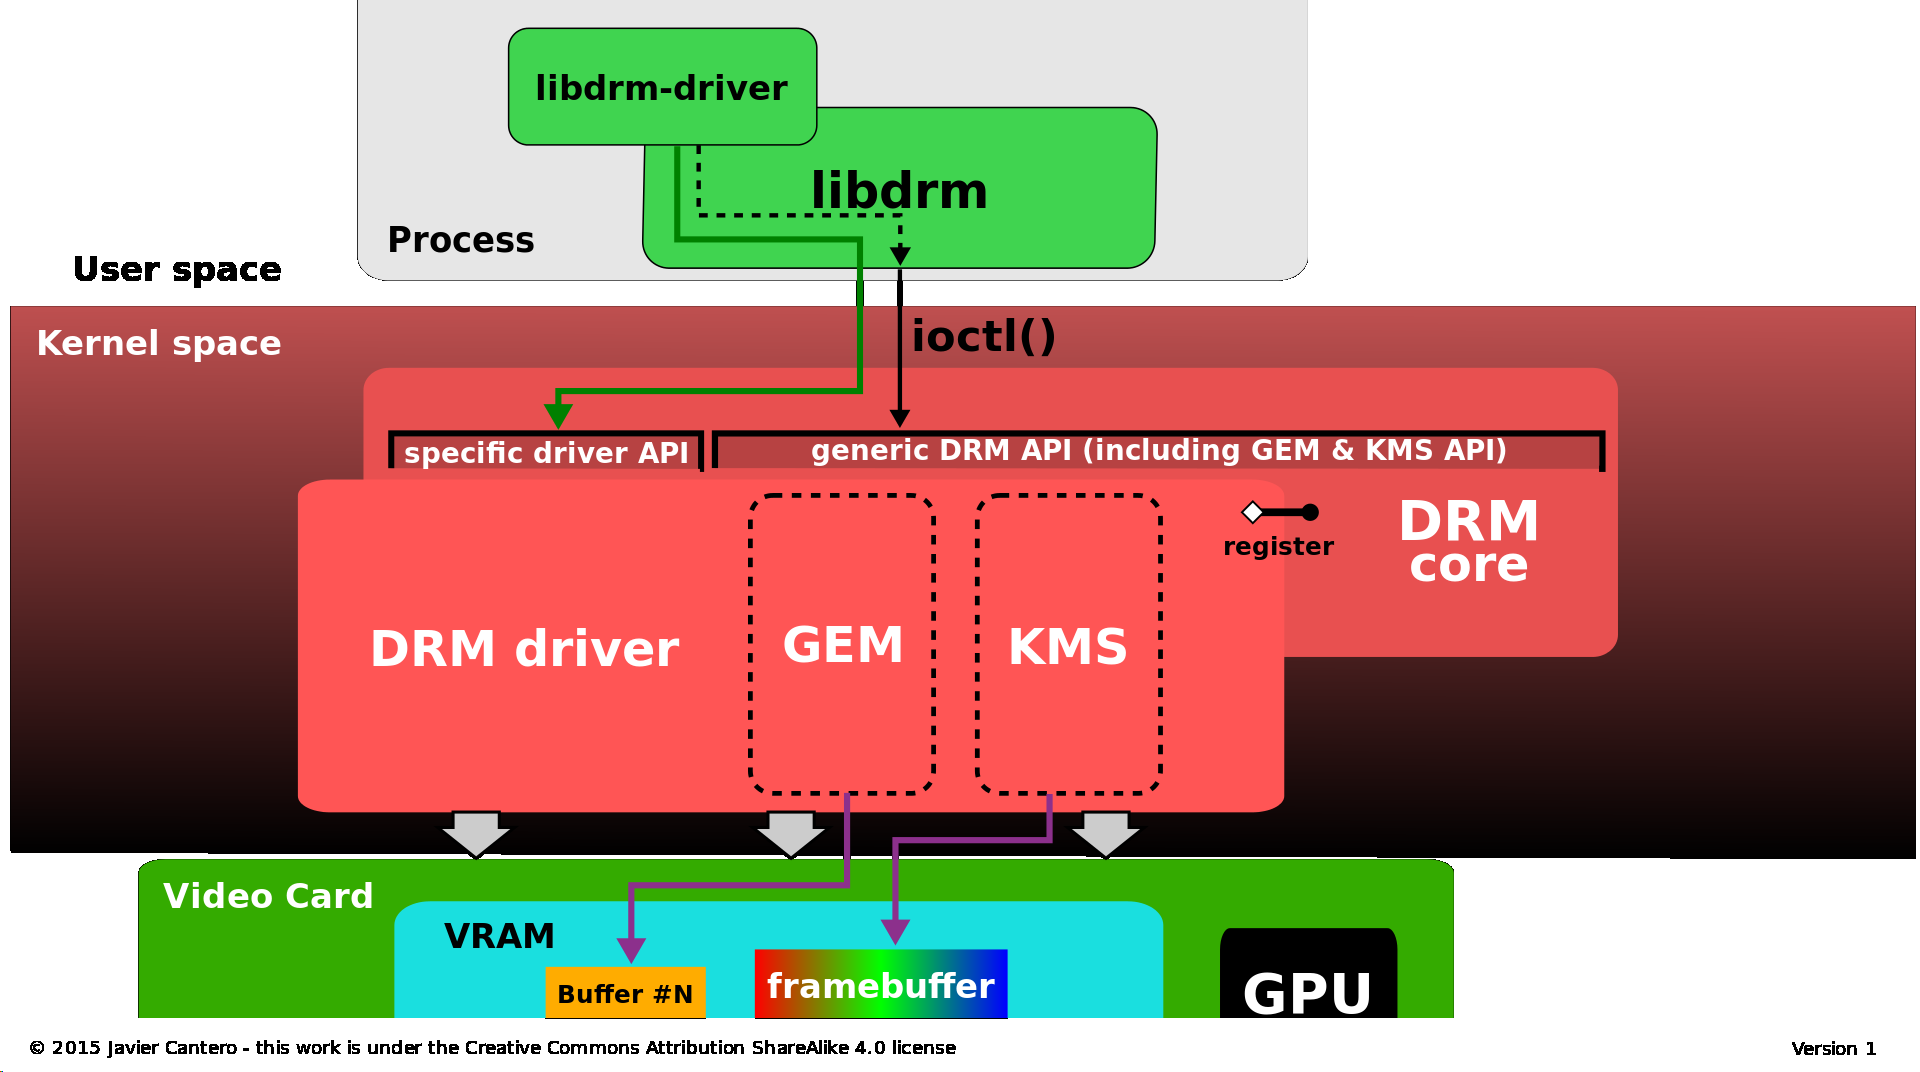 libdrm-driver
libdrm
Process
User space
Kernel space
ioctl()
specific driver API
generic DRM API (including GEM & KMS API)
DRM
core
register
DRM driver
GEM
KMS
Video Card
VRAM
Buffer #N
framebuffer
GPU
© 2015 Javier Cantero - this work is under the Creative Commons Attribution ShareAlike 4.0 license
Version 1